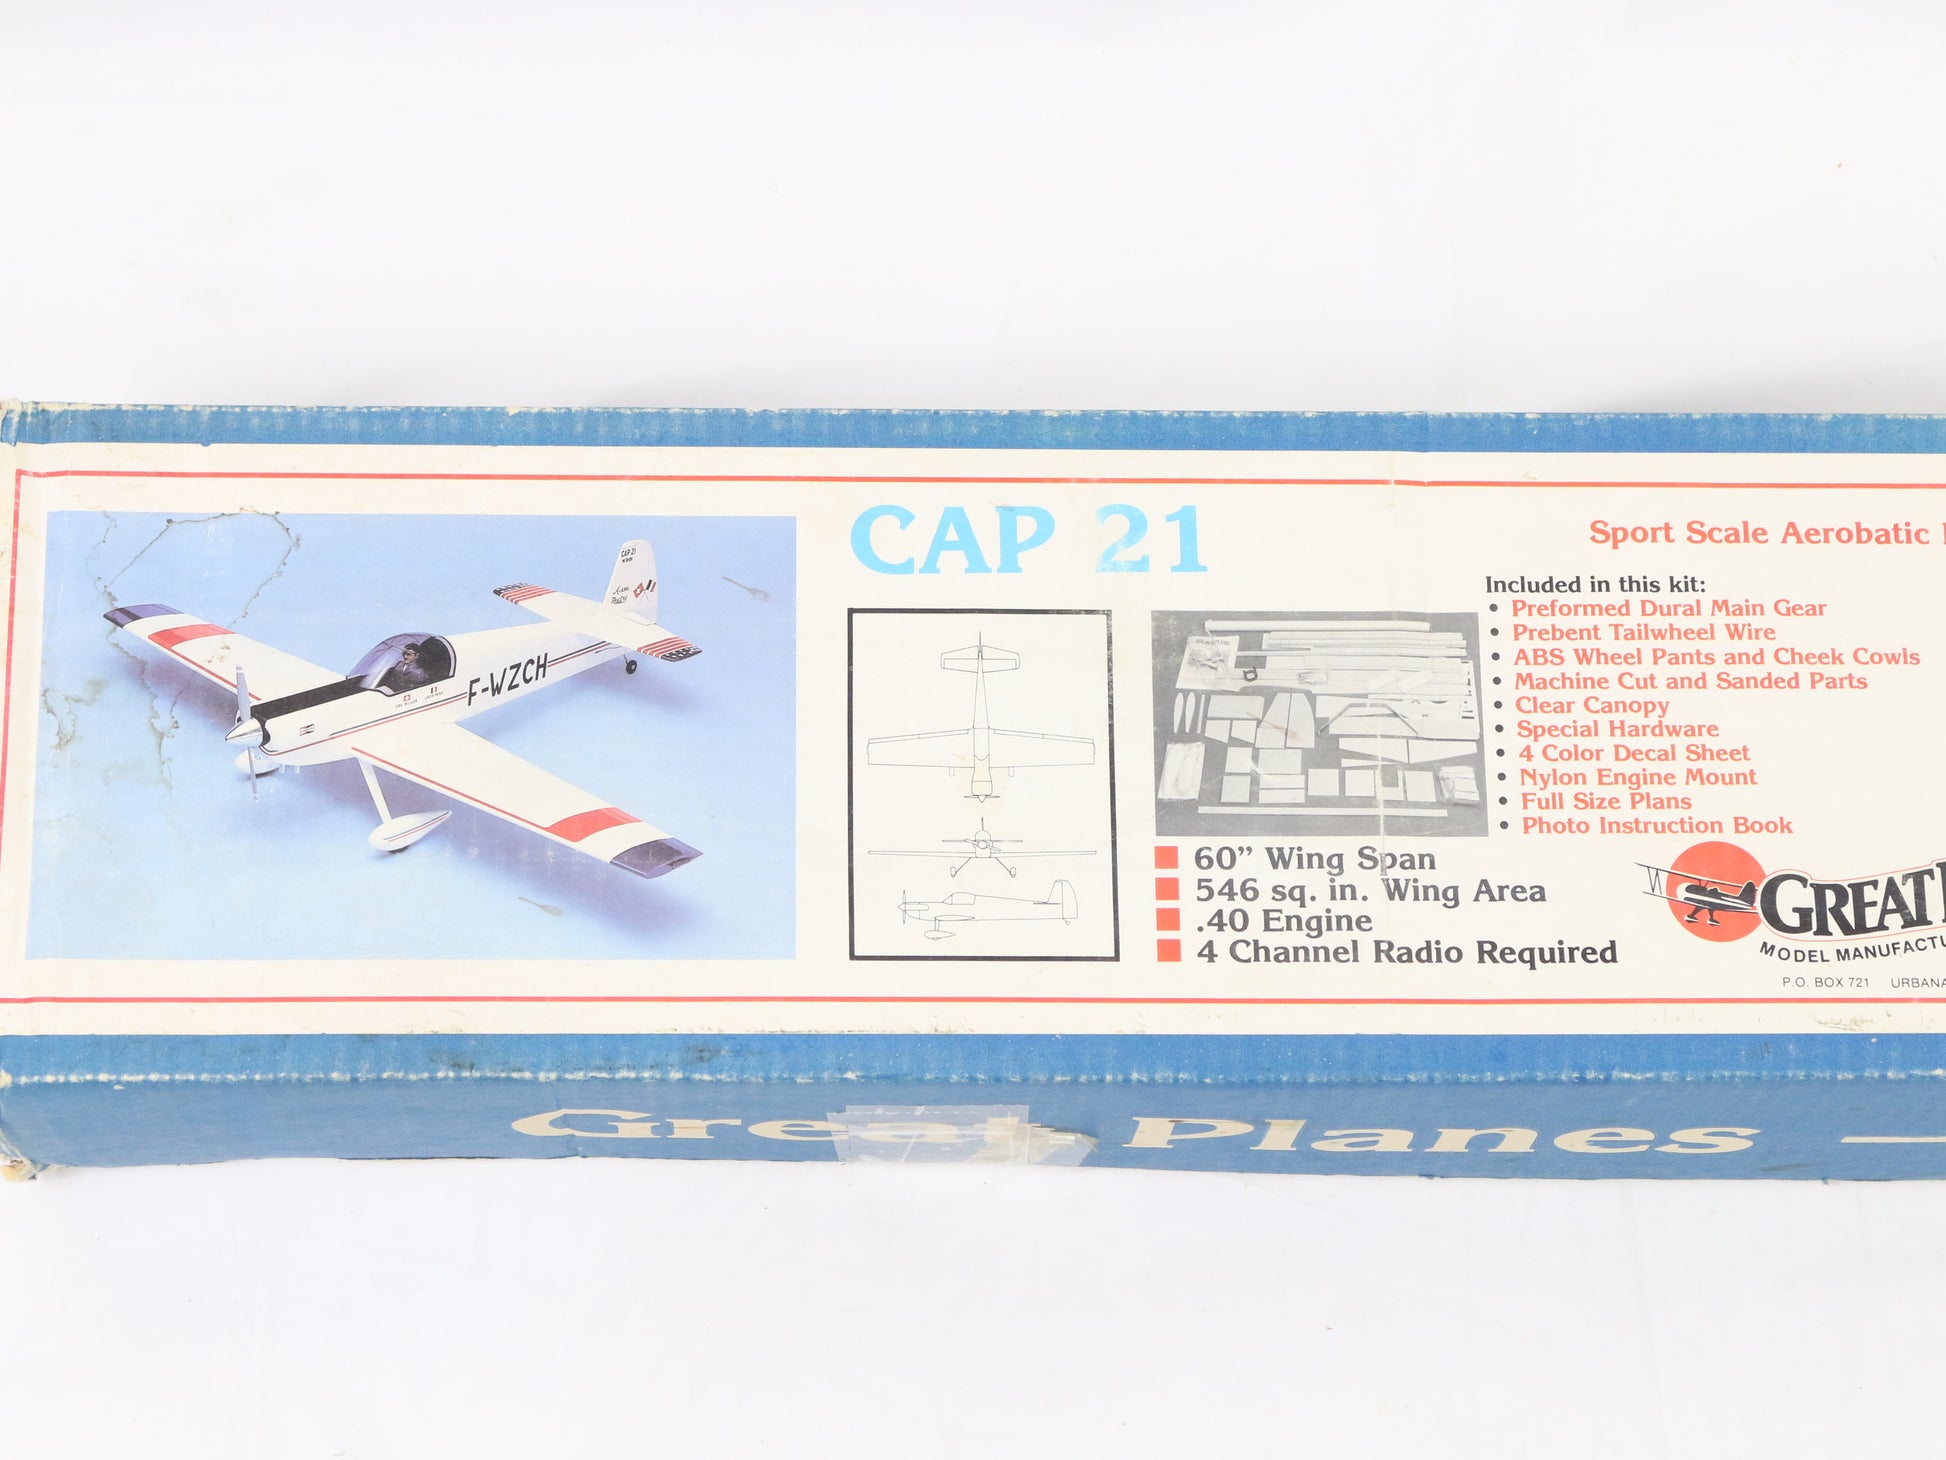 CAP 21
Sport Scale Aerobatic
Included in this kit:
• Preformed Dural Main Gear
• Prebent Tailwheel Wire
• ABS Wheel Pants and Cheek Cowls
• Machine Cut and Sanded Parts
• Clear Canopy
• Special Hardware
• 4 Color Decal Sheet
• Nylon Engine Mount
• Full Size Plans
• Photo Instruction Book
60” Wing Span
546 sq. in. Wing Area
.40 Engine
4 Channel Radio Required
GREAT
MODEL MANUFACTU
P.O. BOX 721 URBANA
CAP 21
F-WZCH
Great Planes —